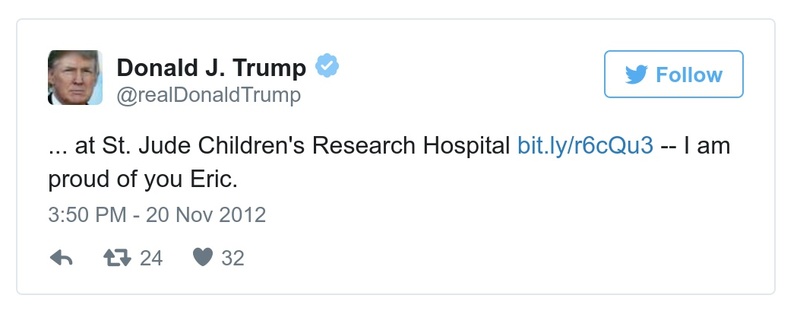 Donald J. Trump
Follow
@realDonaldTrump
... at St. Jude Children's Research Hospital bit.ly/r6cQu3 -- I am
proud of you Eric.
3:50 PM - 20 Nov 2012
24 32